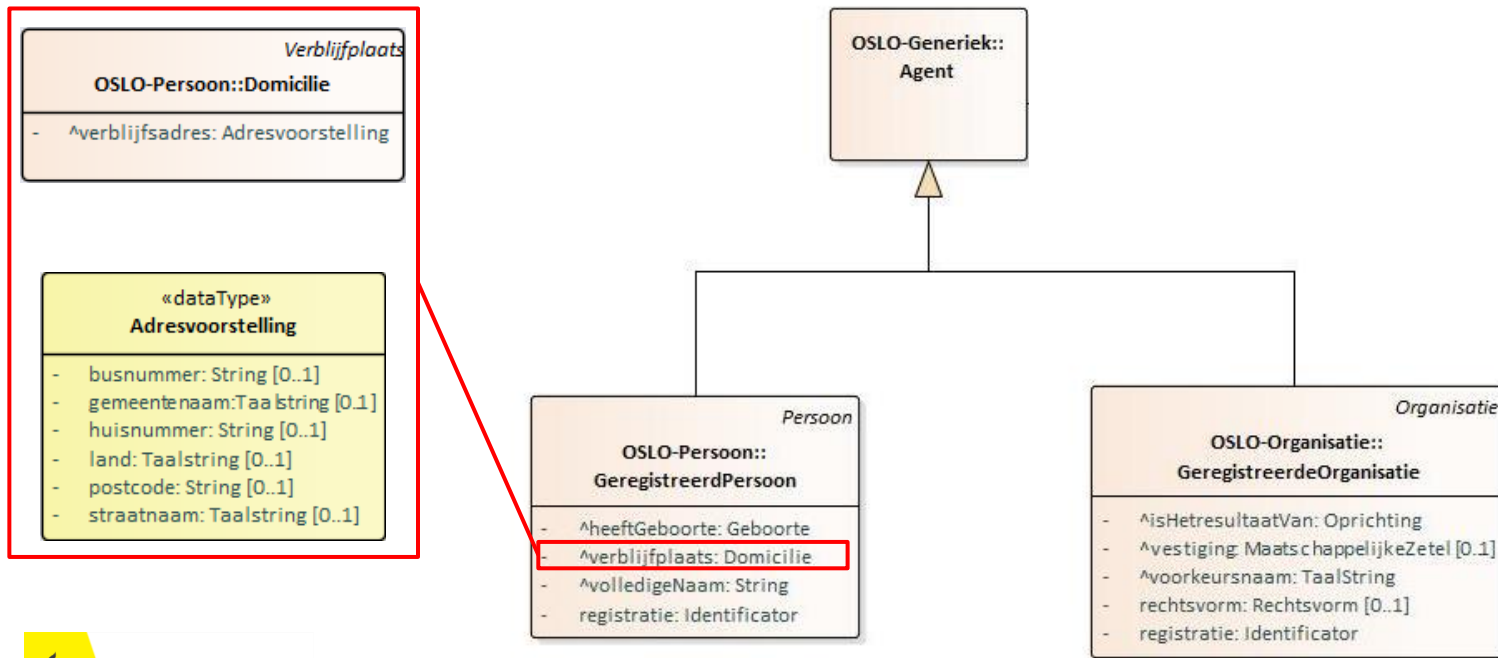 Verblijfplaats
OSLO-Persoon::Domicilie
- ^verblijfsadres: Adresvoorstelling
«dataType»
Adresvoorstelling
- busnummer: String [0..1]
- gemeentenaam:Taalstring [0.1]
- huisnummer: String [0..1]
- land: Taalstring [0..1]
- postcode: String [0..1]
- straatnaam: Taalstring [0..1]
OSLO-Generiek::
Agent
Persoon
OSLO-Persoon::
GeregistreerdPersoon
- ^heeftGeboorte: Geboorte
- ^verblijfplaats: Domicilie
- ^volledigeNaam: String
- registratie: Identificator
Organisatie
OSLO-Organisatie::
GeregistreerdeOrganisatie
- ^isHetresultaatVan: Oprichting
- ^vestiging: MaatschappelijkeZetel [0.1]
- ^voorkeursnaam: TaalString
- rechtsvorm: Rechtsvorm [0..1]
- registratie: Identificator